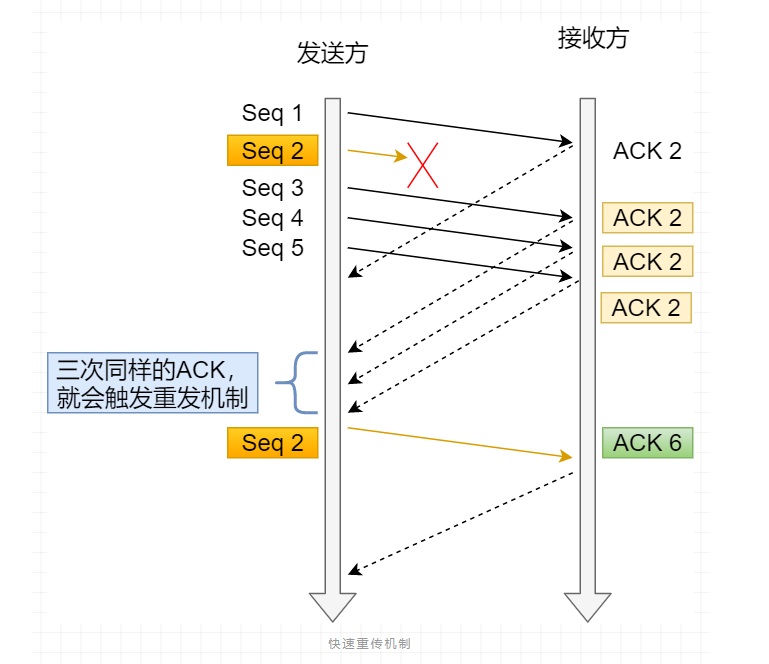 发送方
接收方
Seq 1
ACK 2
Seq 2
Seq 3
ACK 2
Seq 4
ACK 2
Seq 5
ACK 2
三次同样的ACK，
就会触发重发机制
Seq 2
ACK 6
快速重传机制